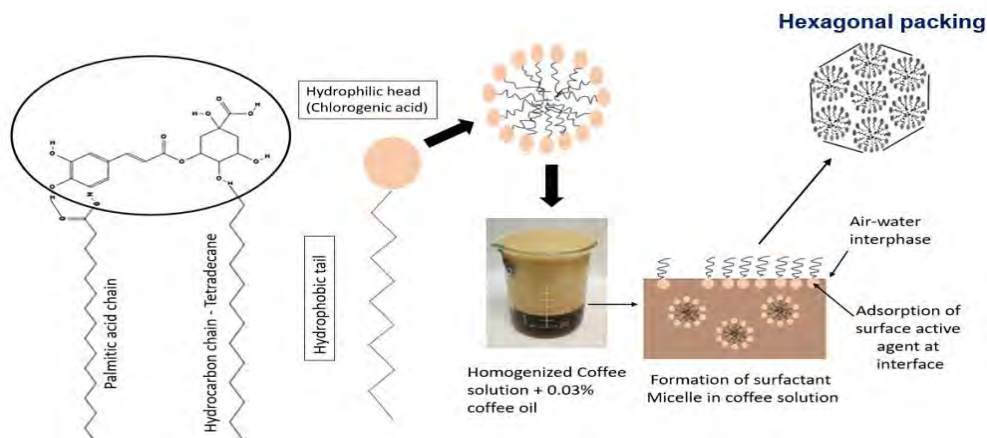 Hexagonal packing
Hydrophilic head
(Chlorogenic acid)
Palmitic acid chain
Hydrocarbon chain - Tetradecane
Hydrophobic tail
Homogenized Coffee
solution + 0.03%
coffee oil
Air-water
interphase
Adsorption of
surface active
agent at
interface
Formation of surfactant
Micelle in coffee solution